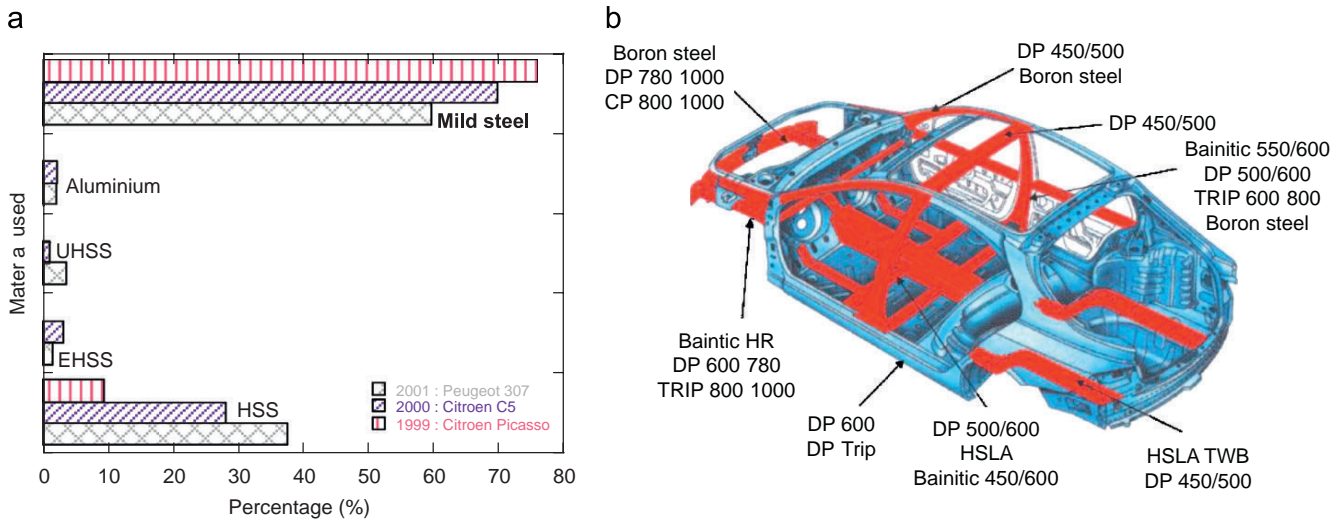 a
Mater a used
Mild steel
Aluminium
UHSS
EHSS
HSS
2001 : Peugeot 307
2000 : Citroen C5
1999 : Citroen Picasso
0 10 20 30 40 50 60 70 80
Percentage (%)
b
Boron steel
DP 780 1000
CP 800 1000
DP 450/500
Boron steel
DP 450/500
Bainitic 550/600
DP 500/600
TRIP 600 800
Boron steel
Baintic HR
DP 600 780
TRIP 800 1000
DP 600
DP Trip
DP 500/600
HSLA
Bainitic 450/600
HSLA TWB
DP 450/500